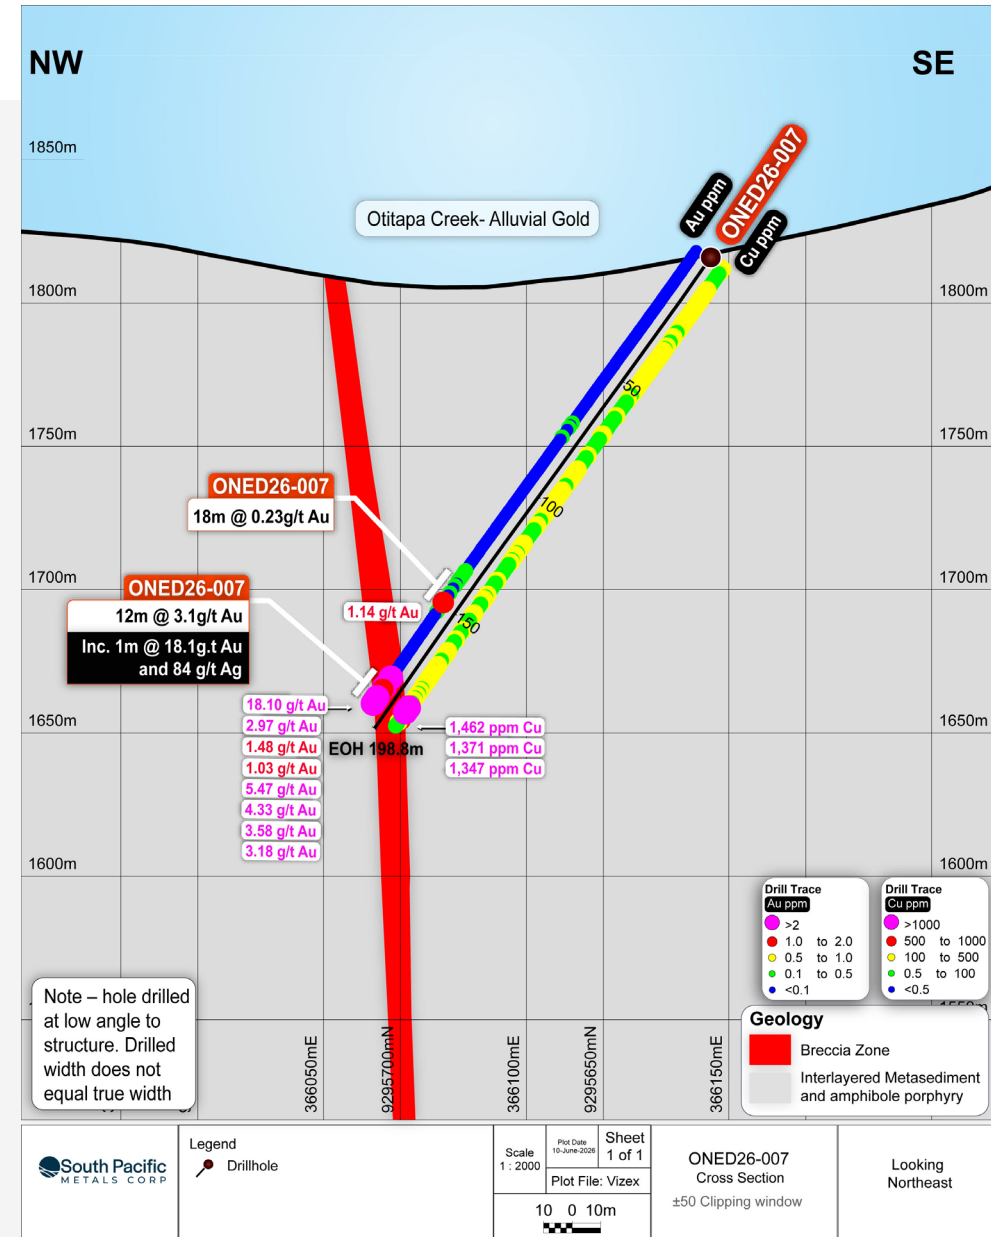 NW
SE
1850m
Au ppm
ONED26-007
Cu ppm
Otitapa Creek- Alluvial Gold
1800m
1800m
50
1750m
1750m
ONED26-007
18m @ 0.23g/t Au
100
1700m
1700m
ONED26-007
12m @ 3.1g/t Au
Inc. 1m @ 18.1g.t Au
and 84 g/t Ag
1.14 g/t Au
150
18.10 g/t Au
2.97 g/t Au
1.48 g/t Au
1.03 g/t Au
5.47 g/t Au
4.33 g/t Au
3.58 g/t Au
3.18 g/t Au
EOH 198.8m
1,462 ppm Cu
1,371 ppm Cu
1,347 ppm Cu
1650m
1650m
1600m
1600m
Drill Trace
Au ppm
>2
1.0 to 2.0
0.5 to 1.0
0.1 to 0.5
<0.1
Drill Trace
Cu ppm
>1000
500 to 1000
100 to 500
0.5 to 100
<0.5
Note – hole drilled
at low angle to
structure. Drilled
width does not
equal true width
366050mE
9295700mN
366100mE
9295650mN
366150mE
Geology
Breccia Zone
Interlayered Metasediment
and amphibole porphyry
South Pacific
METALS CORP
Legend
Drillhole
Scale
1 : 2000
Plot Date
10-June-2026
Sheet
1 of 1
Plot File: Vizex
10 0 10m
ONED26-007
Cross Section
±50 Clipping window
Looking
Northeast